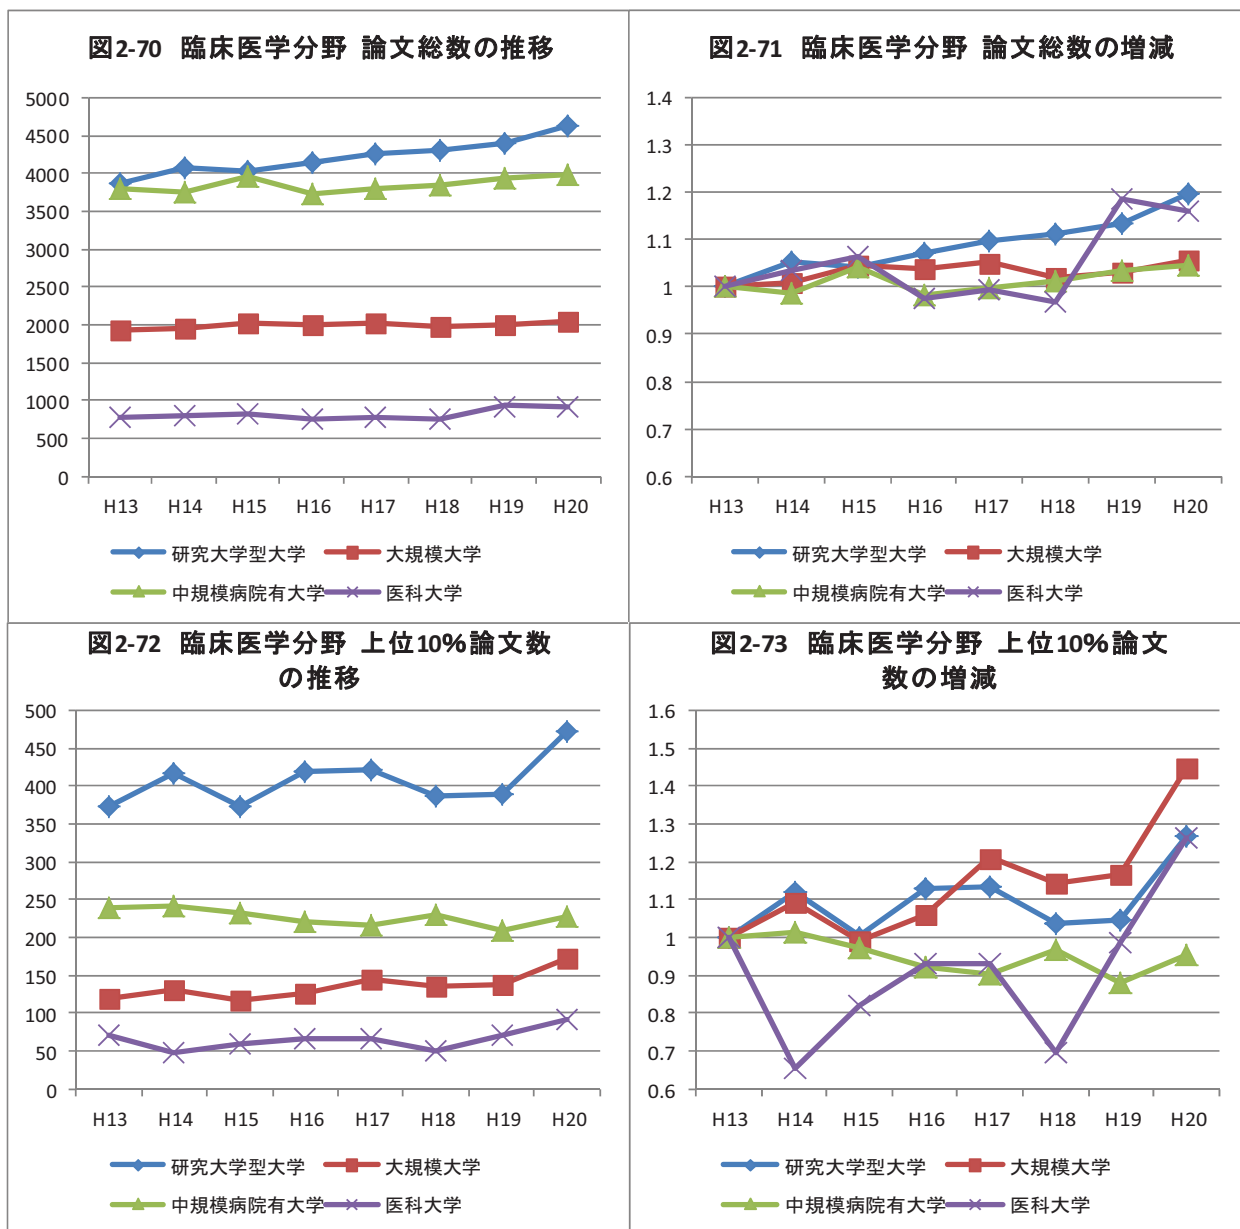 図2-70 臨床医学分野 論文総数の推移
5000
4500
4000
3500
3000
2500
2000
1500
1000
500
0
H13 H14 H15 H16 H17 H18 H19 H20
研究大学型大学 大規模大学
中規模病院有大学 医科大学
図2-71 臨床医学分野 論文総数の増減
1.4
1.3
1.2
1.1
1
0.9
0.8
0.7
0.6
H13 H14 H15 H16 H17 H18 H19 H20
研究大学型大学 大規模大学
中規模病院有大学 医科大学
図2-72 臨床医学分野 上位10%論文数
の推移
500
450
400
350
300
250
200
150
100
50
0
H13 H14 H15 H16 H17 H18 H19 H20
研究大学型大学 大規模大学
中規模病院有大学 医科大学
図2-73 臨床医学分野 上位10%論文
数の増減
1.6
1.5
1.4
1.3
1.2
1.1
1
0.9
0.8
0.7
0.6
H13 H14 H15 H16 H17 H18 H19 H20
研究大学型大学 大規模大学
中規模病院有大学 医科大学